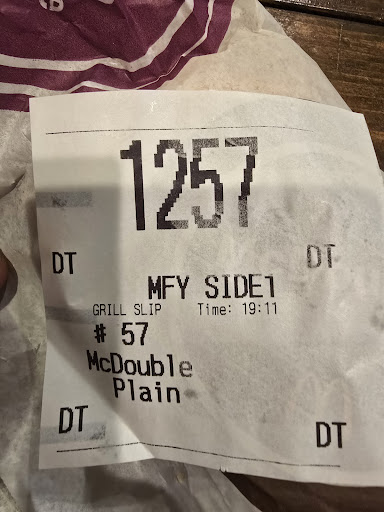 1257
DT DT
MFY SIDE1
GRILL SLIP Time: 19:11
# 57
McDouble
Plain
DT DT